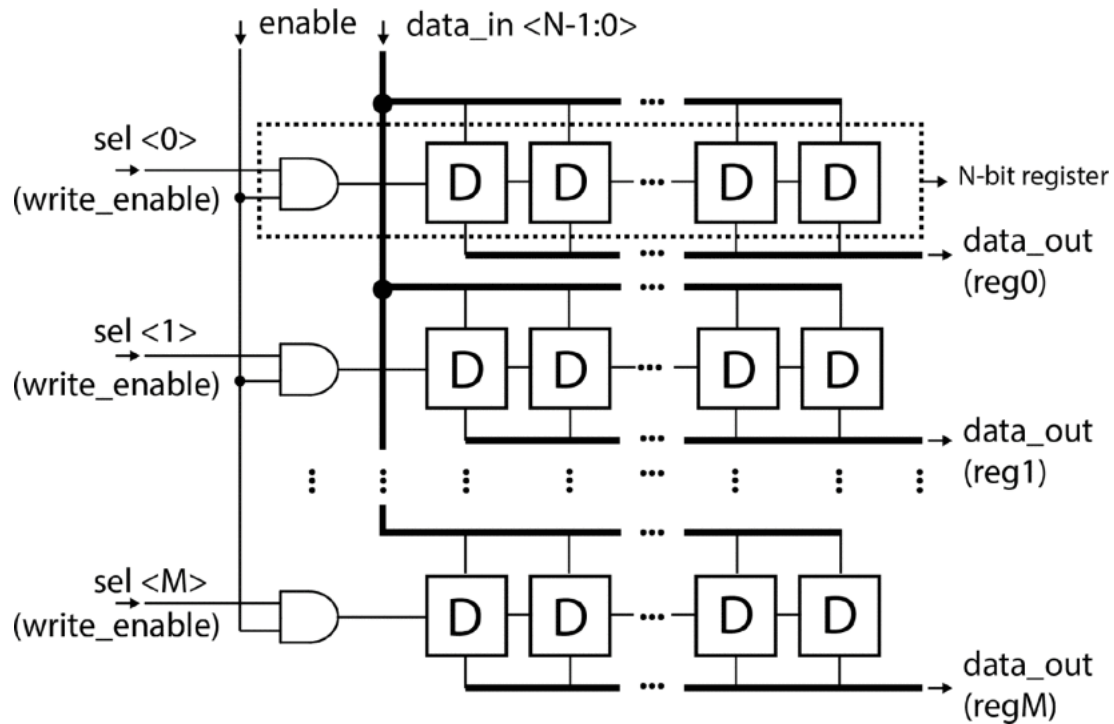 enable
data_in <N-1:0>
sel <0>
(write_enable)
D
D
D
D
N-bit register
data_out
(reg0)
sel <1>
(write_enable)
D
D
D
D
data_out
(reg1)
sel <M>
(write_enable)
D
D
D
D
data_out
(regM)